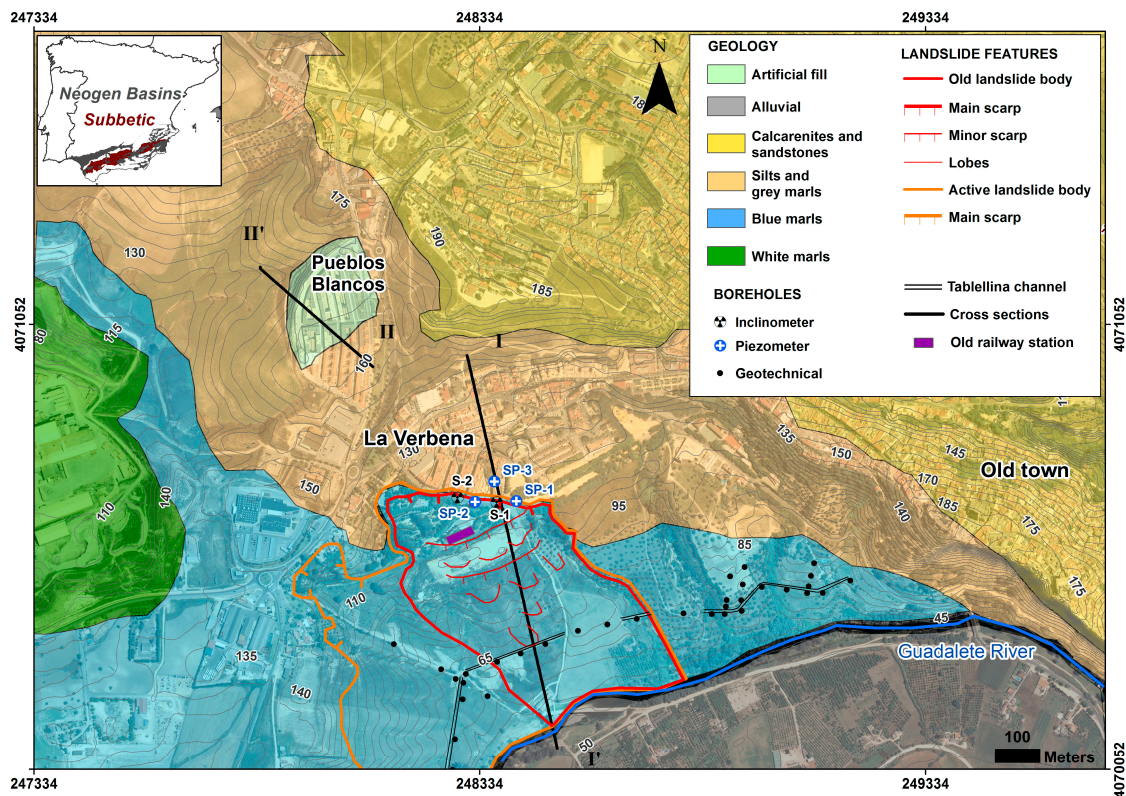 247334
248334
249334
Neogen Basins
Subbetic
N
GEOLOGY
Artificial fill
Alluvial
Calcarenites and
sandstones
Silts and
grey marls
Blue marls
White marls
BOREHOLES
Inclinometer
Piezometer
Geotechnical
LANDSLIDE FEATURES
Old landslide body
Main scarp
Minor scarp
Lobes
Active landslide body
Main scarp
Tablellina channel
Cross sections
Old railway station
175
II'
130
190
Pueblos
Blancos
185
4071052
80
115
II
I
160
4071052
La Verbena
130
135
150
145
Old town
170
185
SP-3
S-2
SP-1
150
140
SP-2
S-1
95
110
140
175
85
175
110
45
135
65
Guadalete River
140
50
I'
100
Meters
4070052
247334
248334
249334